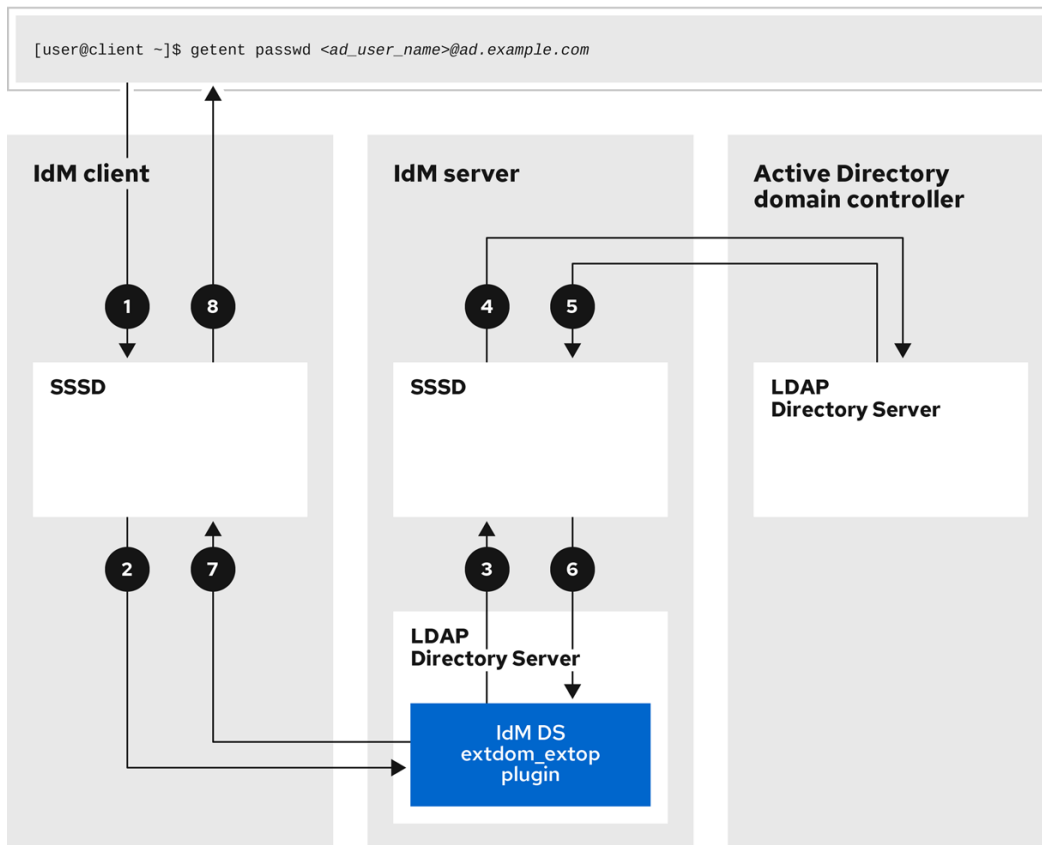 [user@client ~]$ getent passwd <ad_user_name>@ad.example.com
IdM client
IdM server
Active Directory
domain controller
1
8
4
5
SSSD
SSSD
LDAP
Directory Server
2
7
3
6
LDAP
Directory Server
IdM DS
extdom_extop
plugin